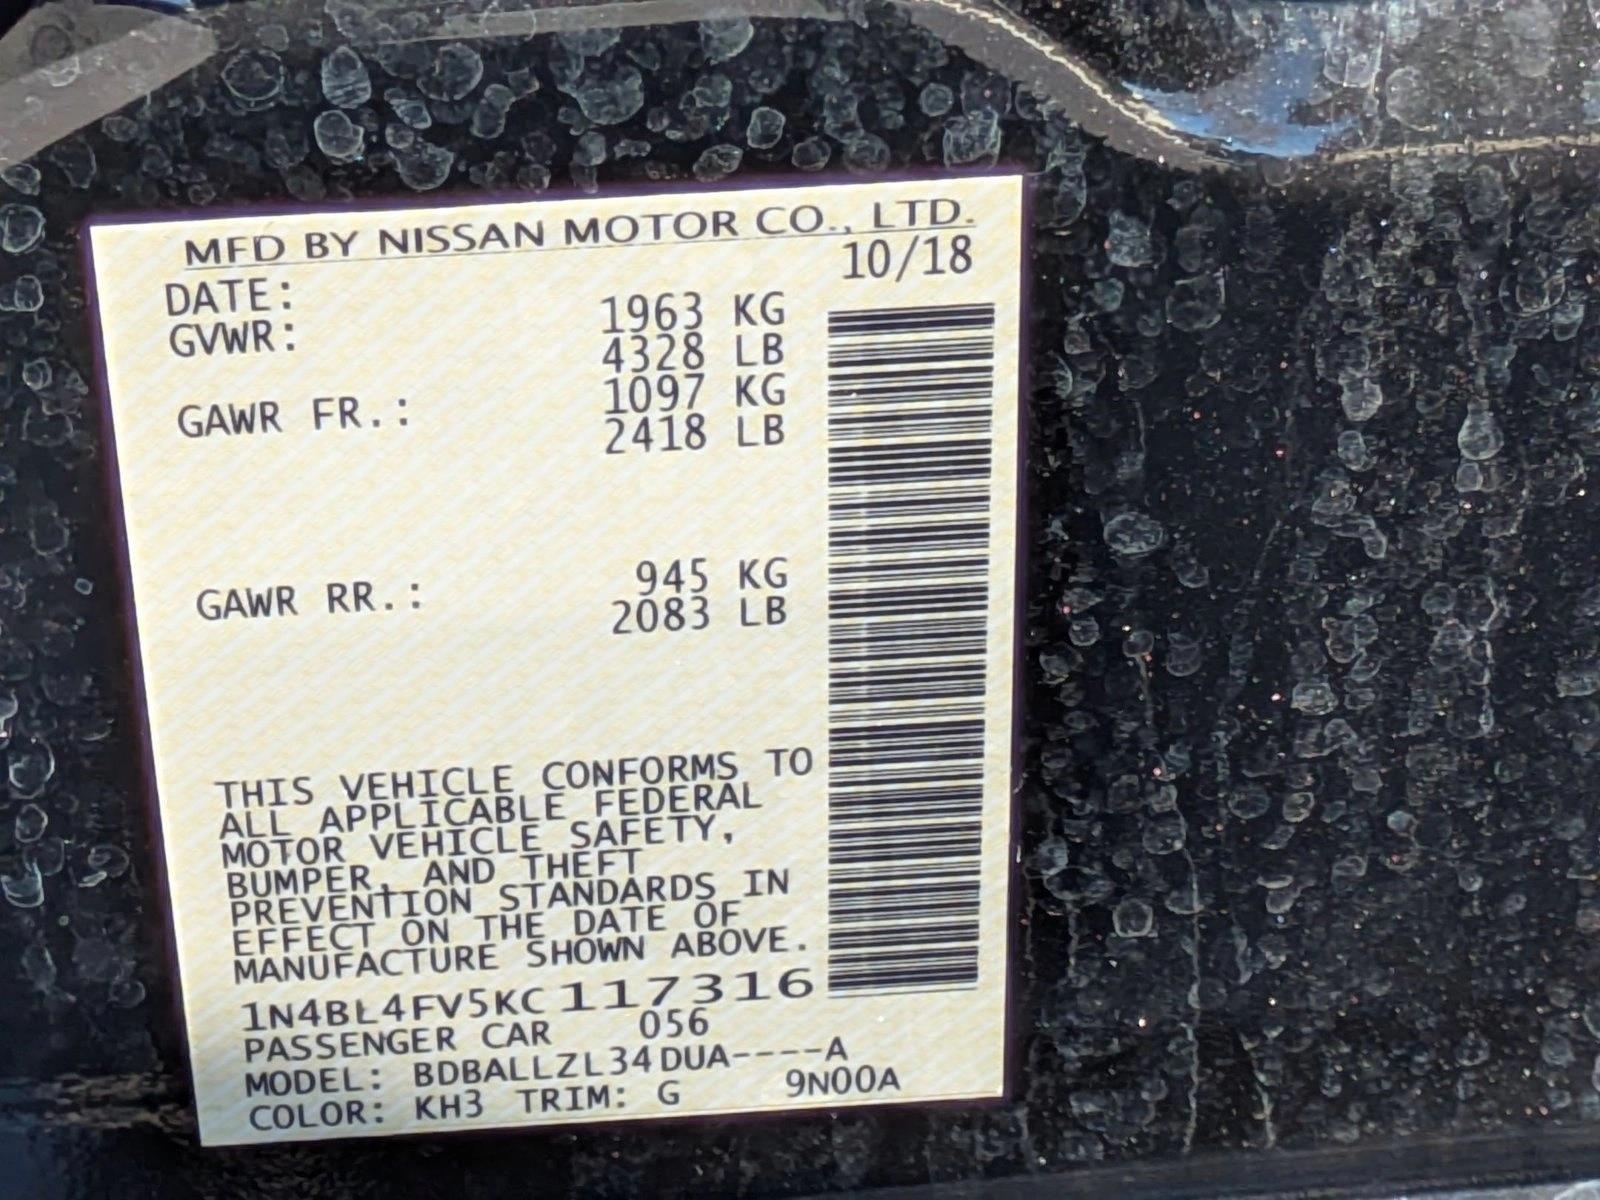 MFD BY NISSAN MOTOR CO., LTD.
DATE: 10/18
GVWR: 1963 KG
4328 LB
GAWR FR.: 1097 KG
2418 LB
GAWR RR.: 945 KG
2083 LB
THIS VEHICLE CONFORMS TO
ALL APPLICABLE FEDERAL
MOTOR VEHICLE SAFETY,
BUMPER, AND THEFT
PREVENTION STANDARDS IN
EFFECT ON THE DATE OF
MANUFACTURE SHOWN ABOVE.
1N4BL4FV5KC117316
PASSENGER CAR 056
MODEL: BDBALLZL34DUA----A
COLOR: KH3 TRIM: G 9N00A